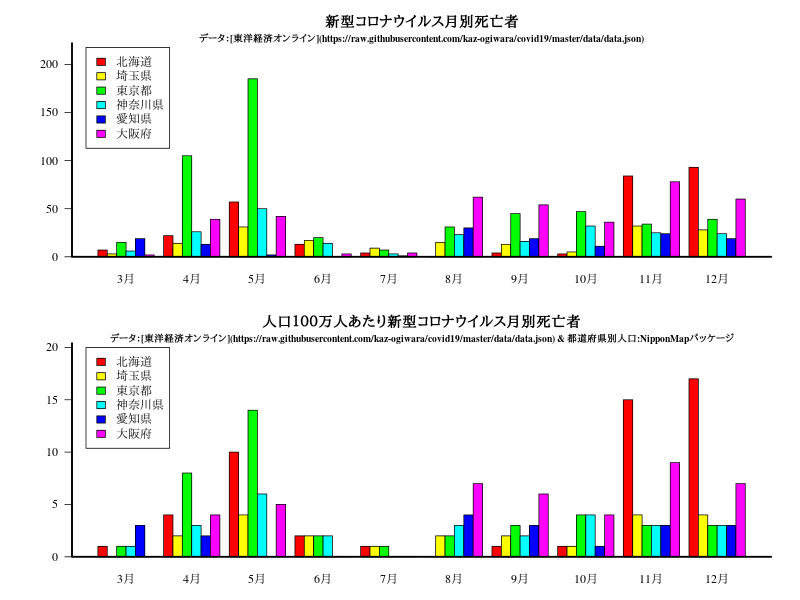 新型コロナウイルス月別死亡者
データ:[東洋経済オンライン](https://raw.githubusercontent.com/kaz-ogiwara/covid19/master/data/data.json)
200
150
100
50
0
北海道
埼玉県
東京都
神奈川県
愛知県
大阪府
3月 4月 5月 6月 7月 8月 9月 10月 11月 12月
人口100万人あたり新型コロナウイルス月別死亡者
データ:[東洋経済オンライン](https://raw.githubusercontent.com/kaz-ogiwara/covid19/master/data/data.json) & 都道府県別人口:NipponMapパッケージ
20
15
10
5
0
北海道
埼玉県
東京都
神奈川県
愛知県
大阪府
3月 4月 5月 6月 7月 8月 9月 10月 11月 12月